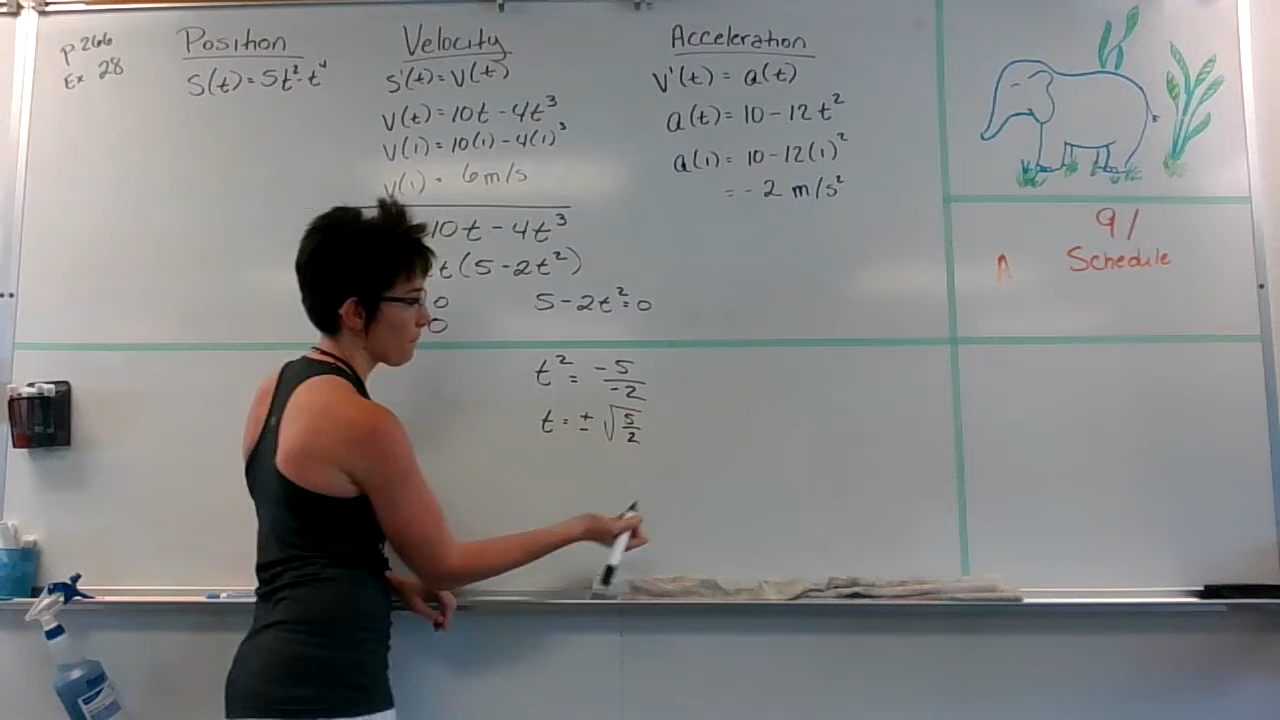 p.266
Ex 28
Position
S(t)=5t²-t⁴
Velocity
S'(t)=V(t)
V(t)=10t-4t³
V(1)=10(1)-4(1)³
V(1)= 6m/s
10t-4t³
t(5-2t²)
0
0
5-2t²=0
t²= -5/-2
t=±√5/2
Acceleration
V'(t)=a(t)
a(t)=10-12t²
a(1)=10-12(1)²
=-2 m/s²
9/
Schedule